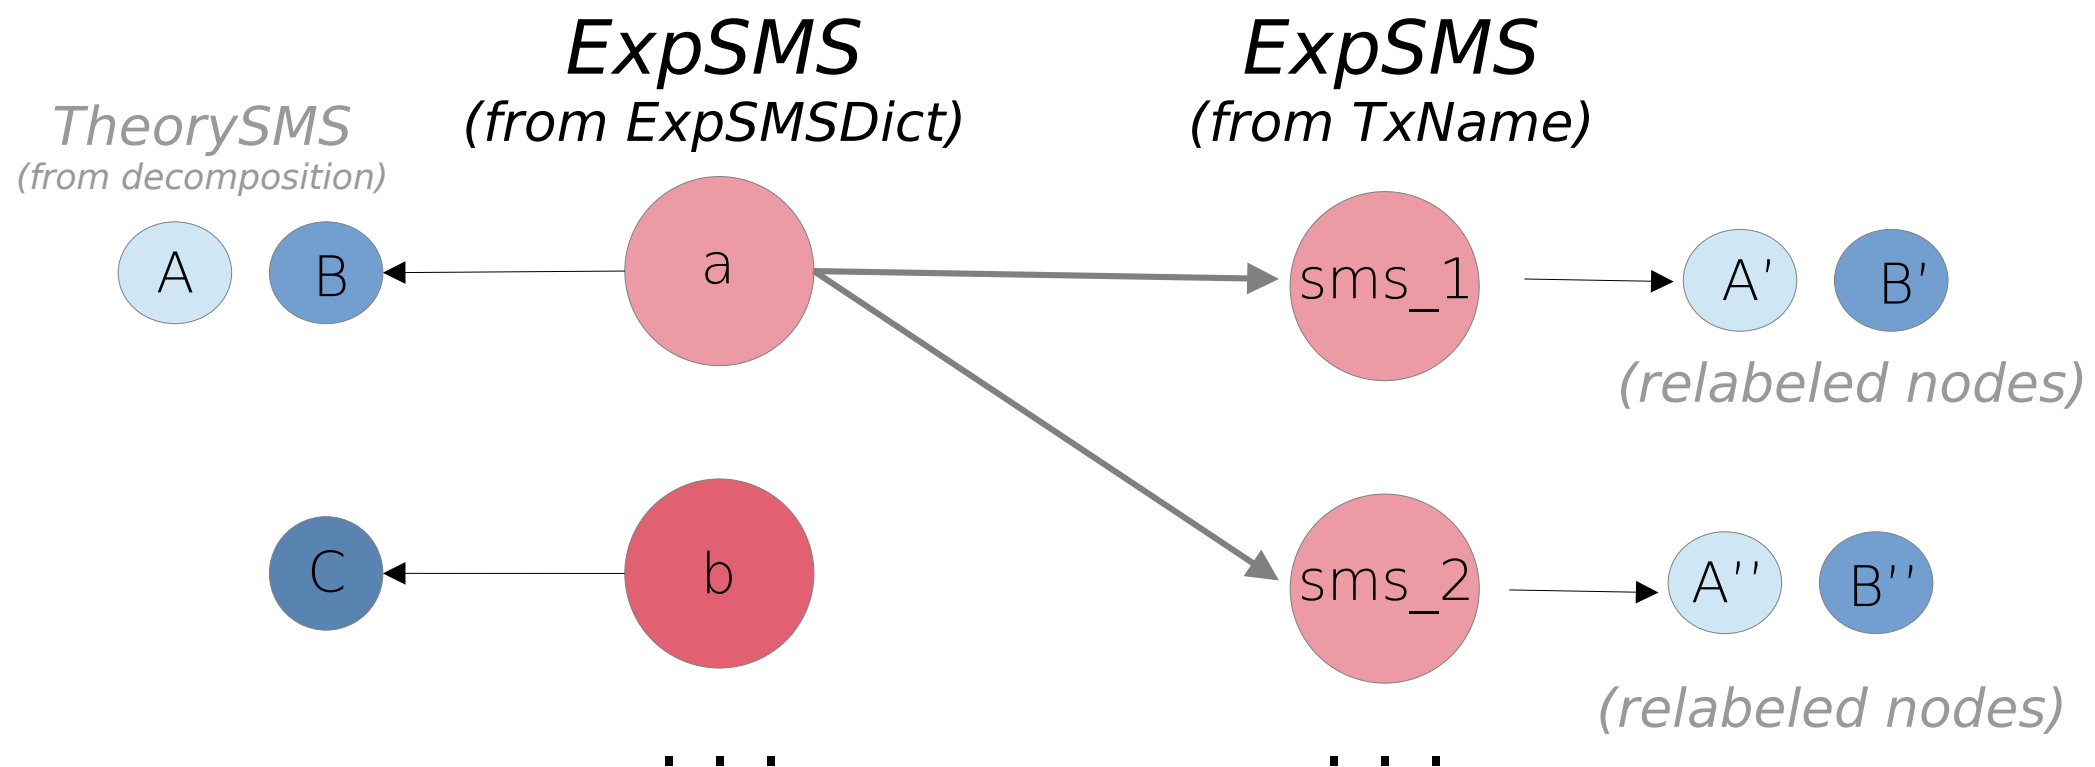 ExpSMS
(from ExpSMSDict)
ExpSMS
(from TxName)
TheorySMS
(from decomposition)
A
B
a
sms_1
A'
B'
(relabeled nodes)
C
b
sms_2
A''
B''
(relabeled nodes)
...
...